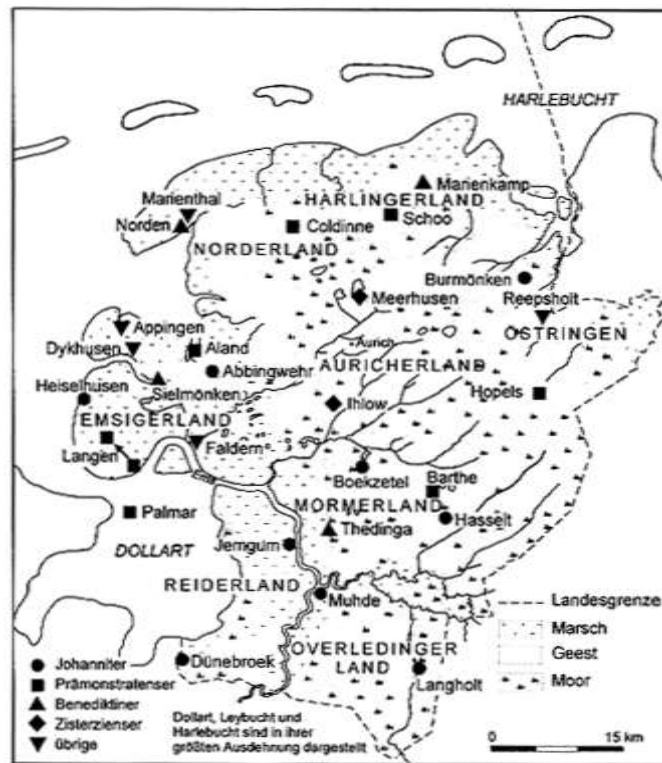 HARLEBUCHT
Marienkamp
Marienthal
HARLINGERLAND
Norden
Coldinne
Schoo
NORDERLAND
Burmönken
Meerhusen
Reepsholt
Appingen
OSTRINGEN
Dykhusen
Aland
Aurich
Abbingwehr
AURICHERLAND
Heiselhusen
Sielmönken
Hopels
Ihlow
EMSIGERLAND
Faldern
Langen
Boekzetel
Barthe
MORMERLAND
Palmar
Hasselt
Thedinga
DOLLART
Jemgum
REIDERLAND
Muhde
Landesgrenze
Marsch
OVERLEDINGER
LAND
Geest
Johanniter
Dünebroek
Langholt
Moor
Prämonstratenser
Benediktiner
Zisterzienser
übrige
Dollart, Leybucht und
Harlebucht sind in ihrer
größten Ausdehnung dargestellt
0 15 km